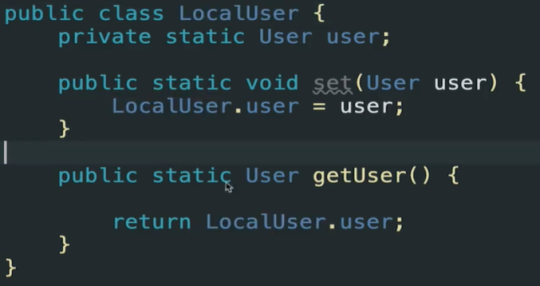 public class LocalUser {
    private static User user;
    public static void set(User user) {
        LocalUser.user = user;
    }
    public static User getUser() {
        return LocalUser.user;
    }
}